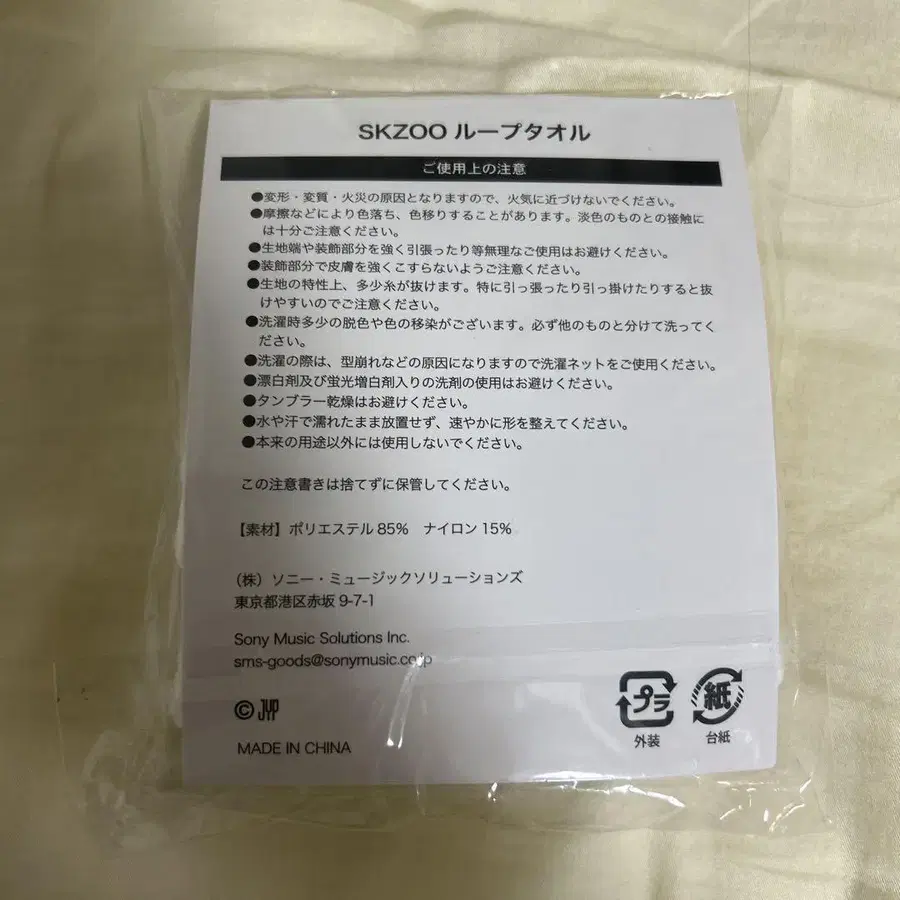 SKZOO ループタオル
ご使用上の注意
●変形・変質・火災の原因となりますので、火気に近づけないでください。
●摩擦などにより色落ち、色移りすることがあります。淡色のものとの接触に
は十分ご注意ください。
●生地端や装飾部分を強く引張ったり等無理なご使用はお避けください。
●装飾部分で皮膚を強くこすらないようご注意ください。
●生地の特性上、多少糸が抜けます。特に引っ張ったり引っ掛けたりすると抜
けやすいのでご注意ください。
●洗濯時多少の脱色や色の移染がございます。必ず他のものと分けて洗ってく
ださい。
●洗濯の際は、型崩れなどの原因になりますので洗濯ネットをご使用ください。
●漂白剤及び蛍光増白剤入りの洗剤の使用はお避けください。
●タンブラー乾燥はお避けください。
●水や汗で濡れたまま放置せず、速やかに形を整えてください。
●本来の用途以外には使用しないでください。
この注意書きは捨てずに保管してください。
【素材】ポリエステル 85%　ナイロン 15%
（株）ソニー・ミュージックソリューションズ
東京都港区赤坂 9-7-1
Sony Music Solutions Inc.
sms-goods@sonymusic.co.jp
© JYP
MADE IN CHINA
プラ
外装
紙
台紙